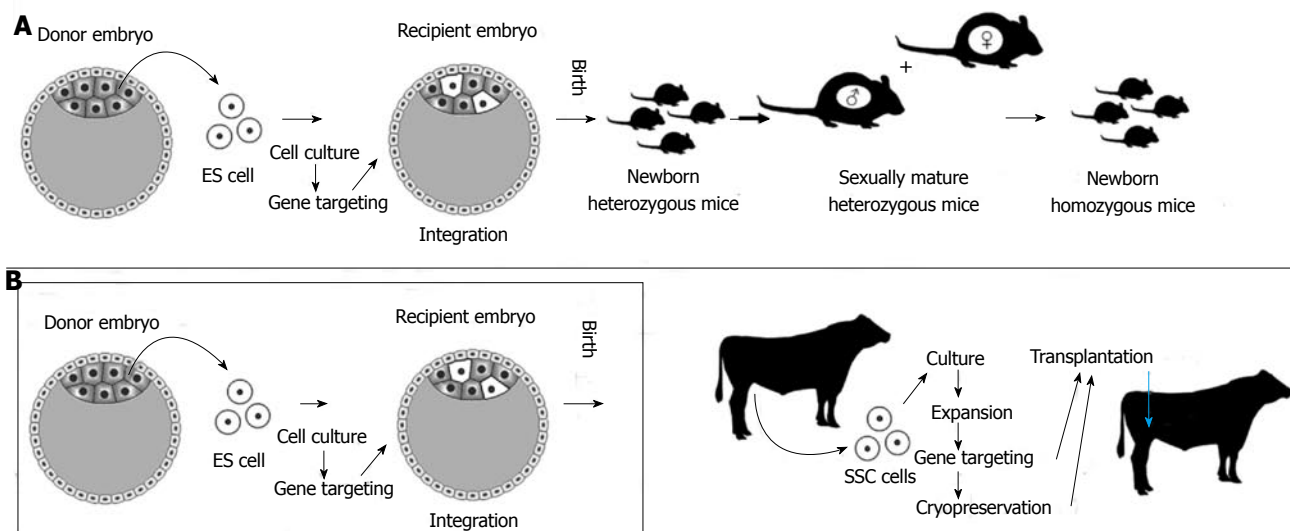 A
Donor embryo
ES cell
Cell culture
Gene targeting
Recipient embryo
Integration
Birth
Newborn
heterozygous mice
♂
+
♀
Sexually mature
heterozygous mice
Newborn
homozygous mice
B
Donor embryo
ES cell
Cell culture
Gene targeting
Recipient embryo
Integration
Birth
SSC cells
Culture
Expansion
Gene targeting
Cryopreservation
Transplantation